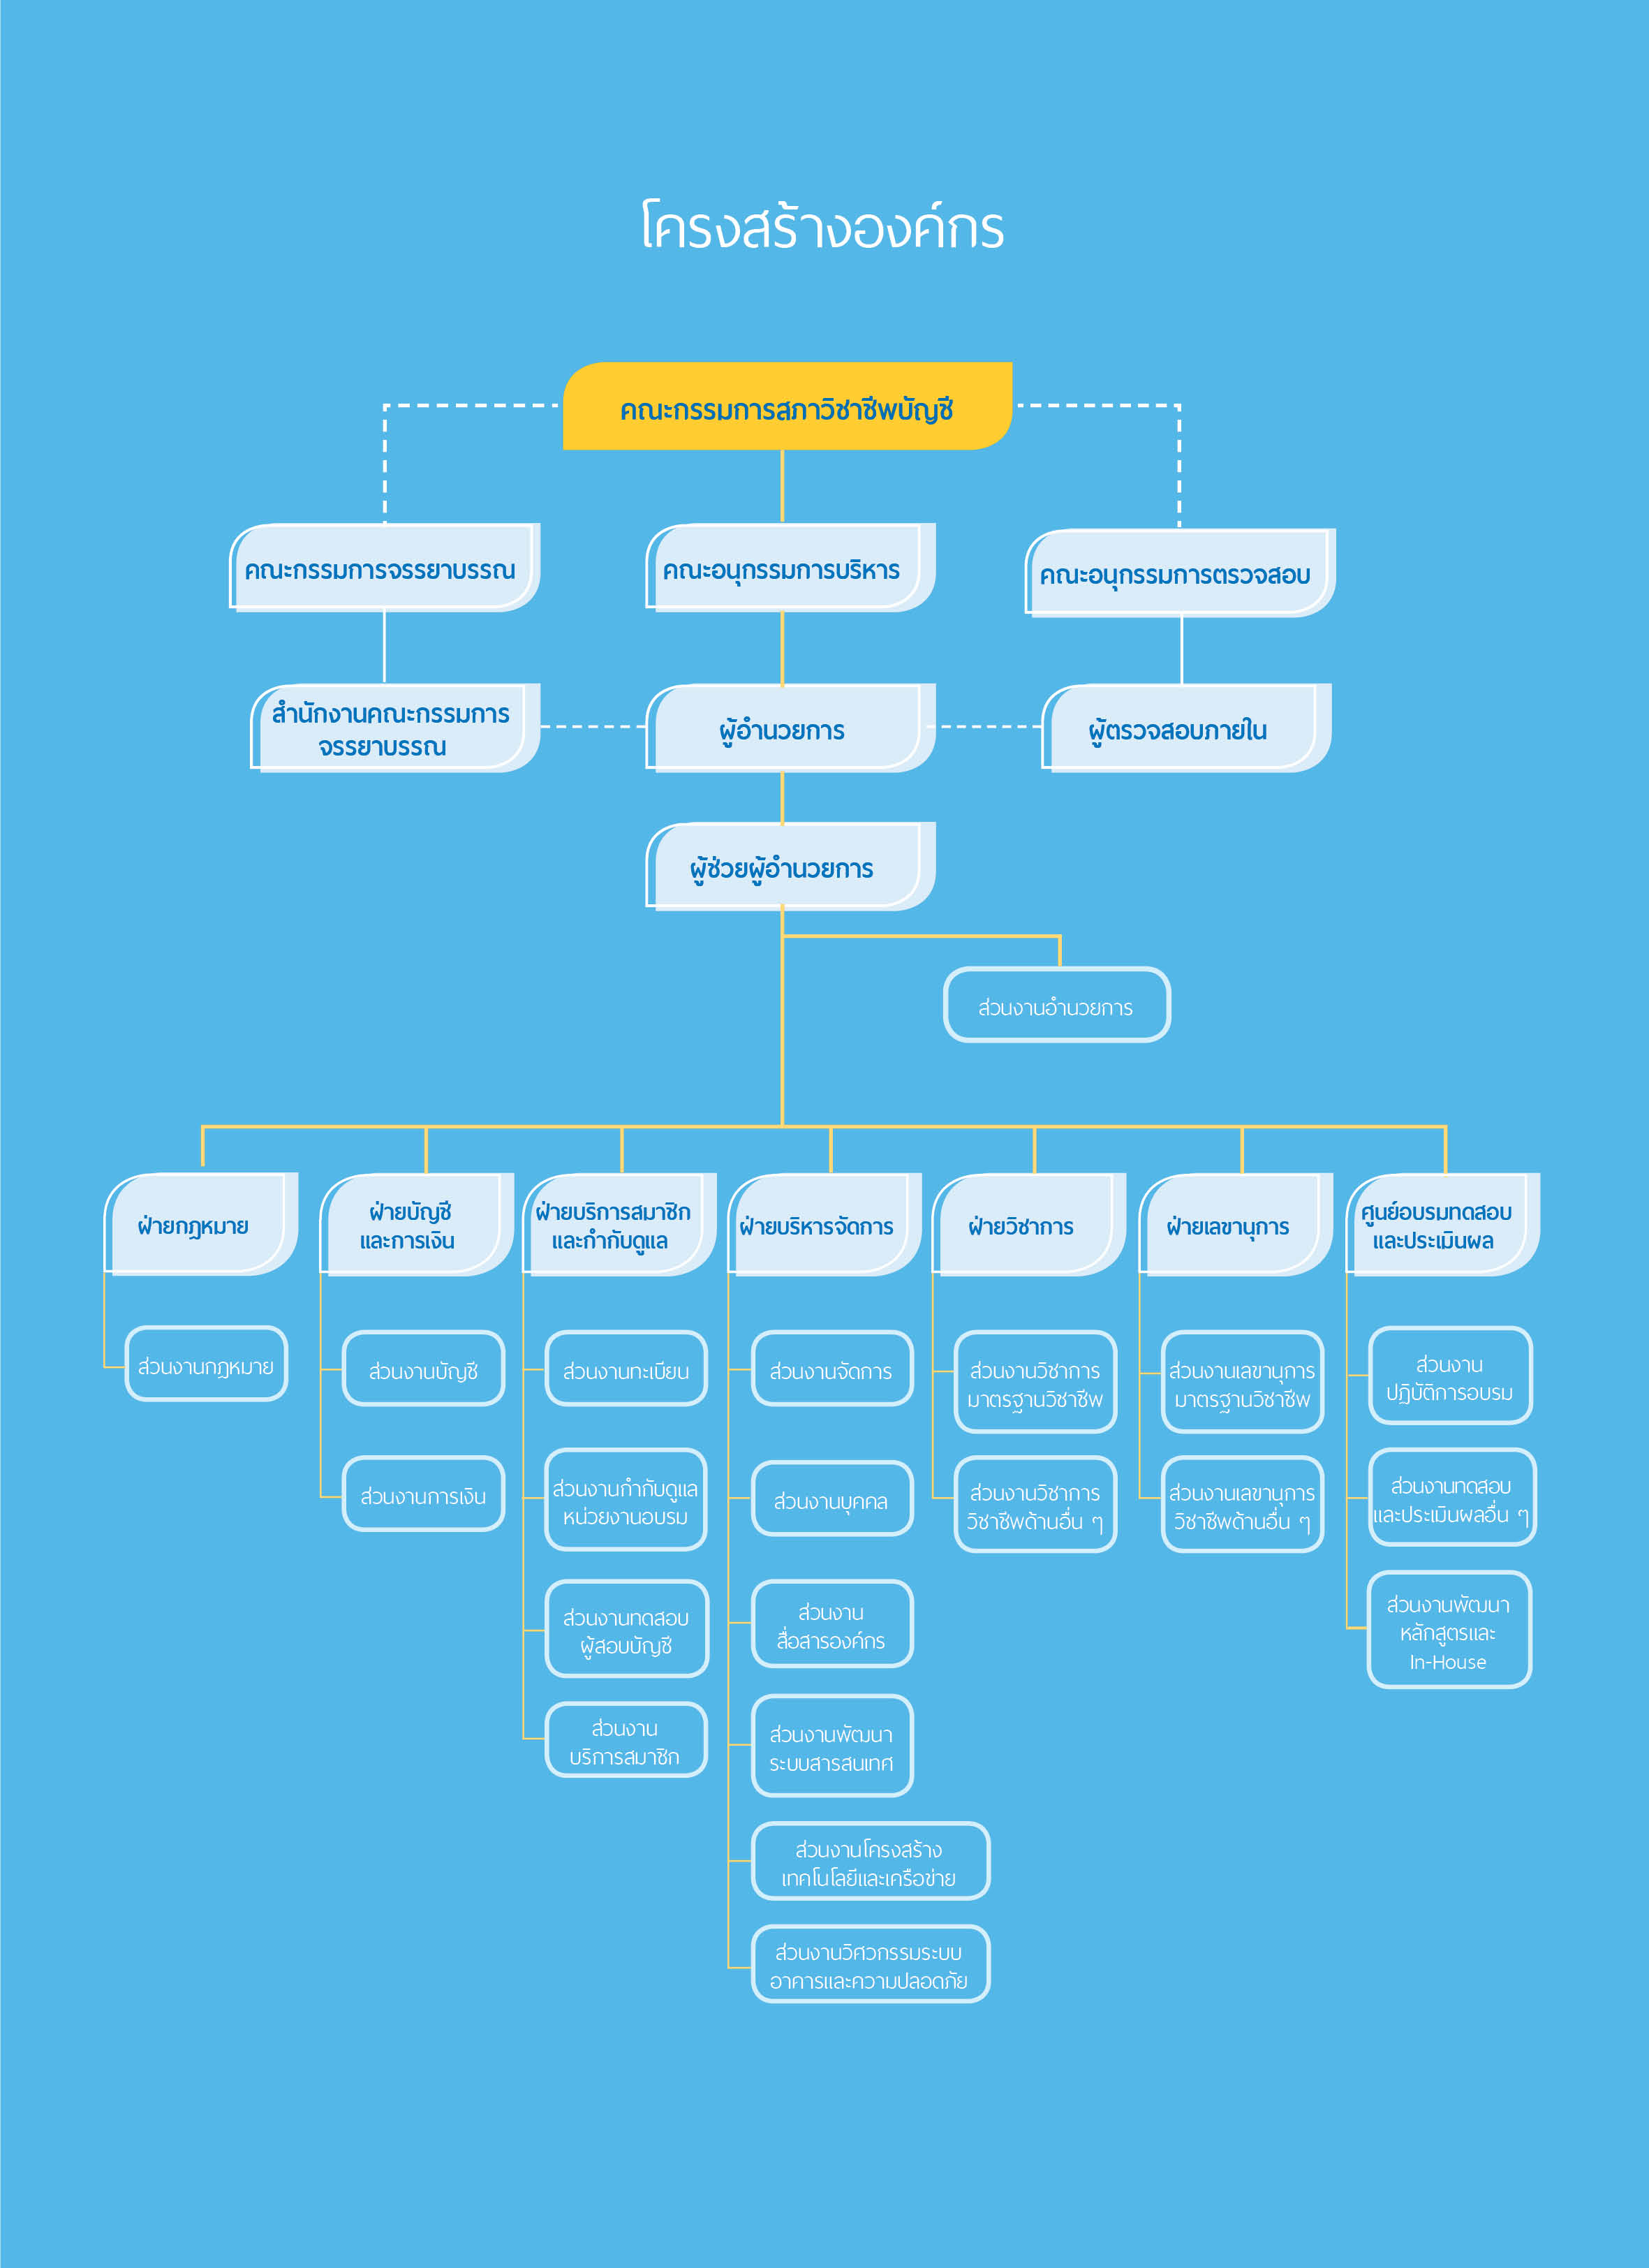 โครงสร้างองค์กร
คณะกรรมการสภาวิชาชีพบัญชี
คณะกรรมการจรรยาบรรณ
คณะอนุกรรมการบริหาร
คณะอนุกรรมการตรวจสอบ
สำนักงานคณะกรรมการ
จรรยาบรรณ
ผู้อำนวยการ
ผู้ตรวจสอบภายใน
ผู้ช่วยผู้อำนวยการ
ส่วนงานอำนวยการ
ฝ่ายกฎหมาย
ส่วนงานกฎหมาย
ฝ่ายบัญชี
และการเงิน
ส่วนงานบัญชี
ส่วนงานการเงิน
ฝ่ายบริการสมาชิก
และกำกับดูแล
ส่วนงานทะเบียน
ส่วนงานกำกับดูแล
หน่วยงานอบรม
ส่วนงานทดสอบ
ผู้สอบบัญชี
ส่วนงาน
บริการสมาชิก
ฝ่ายบริหารจัดการ
ส่วนงานจัดการ
ส่วนงานบุคคล
ส่วนงาน
สื่อสารองค์กร
ส่วนงานพัฒนา
ระบบสารสนเทศ
ส่วนงานโครงสร้าง
เทคโนโลยีและเครือข่าย
ส่วนงานวิศวกรรมระบบ
อาคารและความปลอดภัย
ฝ่ายวิชาการ
ส่วนงานวิชาการ
มาตรฐานวิชาชีพ
ส่วนงานวิชาการ
วิชาชีพด้านอื่น ๆ
ฝ่ายเลขานุการ
ส่วนงานเลขานุการ
มาตรฐานวิชาชีพ
ส่วนงานเลขานุการ
วิชาชีพด้านอื่น ๆ
ศูนย์อบรมทดสอบ
และประเมินผล
ส่วนงาน
ปฏิบัติการอบรม
ส่วนงานทดสอบ
และประเมินผลอื่น ๆ
ส่วนงานพัฒนา
หลักสูตรและ
In-House